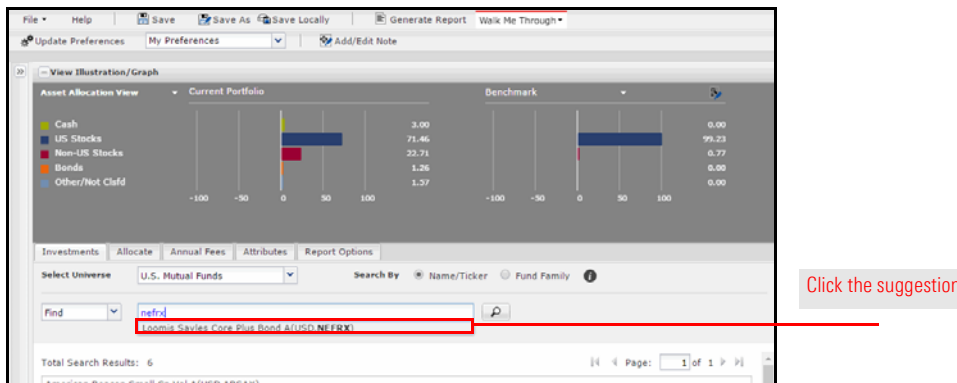 File Help Save Save As Save Locally Generate Report Walk Me Through
Update Preferences My Preferences Add/Edit Note
View Illustration/Graph
Asset Allocation View Current Portfolio Benchmark
Cash 3.00 0.00
US Stocks 71.46 99.23
Non-US Stocks 22.71 0.77
Bonds 1.26 0.00
Other/Not Clsfd 1.57 0.00
-100 -50 0 50 100 -100 -50 0 50 100
Investments Allocate Annual Fees Attributes Report Options
Select Universe U.S. Mutual Funds Search By Name/Ticker Fund Family
Click the suggestion
Find nefrx
Loomis Sayles Core Plus Bond A(USD,NEFRX)
Total Search Results: 6 Page: 1 of 1